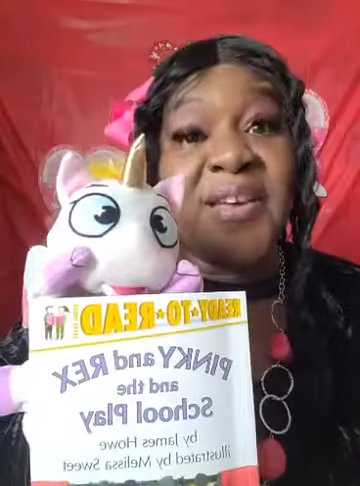 READY-TO-READ
PINKY and REX
and the
School Play
by James Howe
illustrated by Melissa Sweet